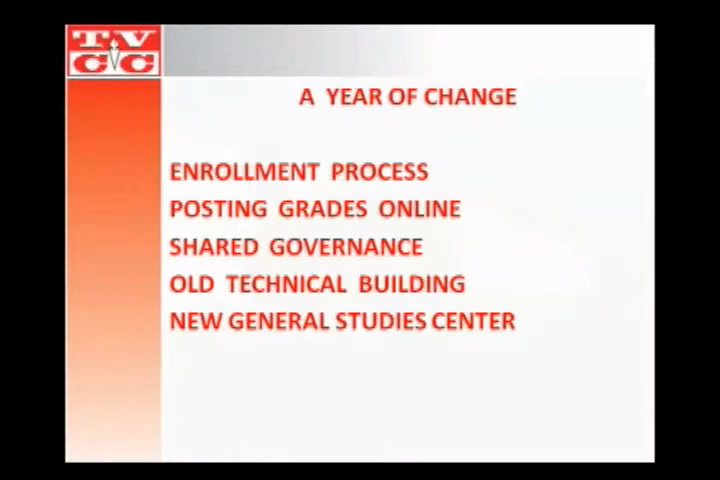 TV
CC
A YEAR OF CHANGE
ENROLLMENT PROCESS
POSTING GRADES ONLINE
SHARED GOVERNANCE
OLD TECHNICAL BUILDING
NEW GENERAL STUDIES CENTER